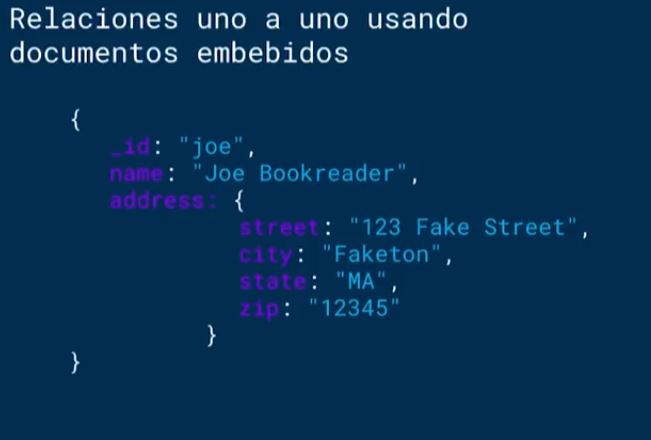 Relaciones uno a uno usando
documentos embebidos
{
_id: "joe",
name: "Joe Bookreader",
address: {
street: "123 Fake Street",
city: "Faketon",
state: "MA",
zip: "12345"
}
}